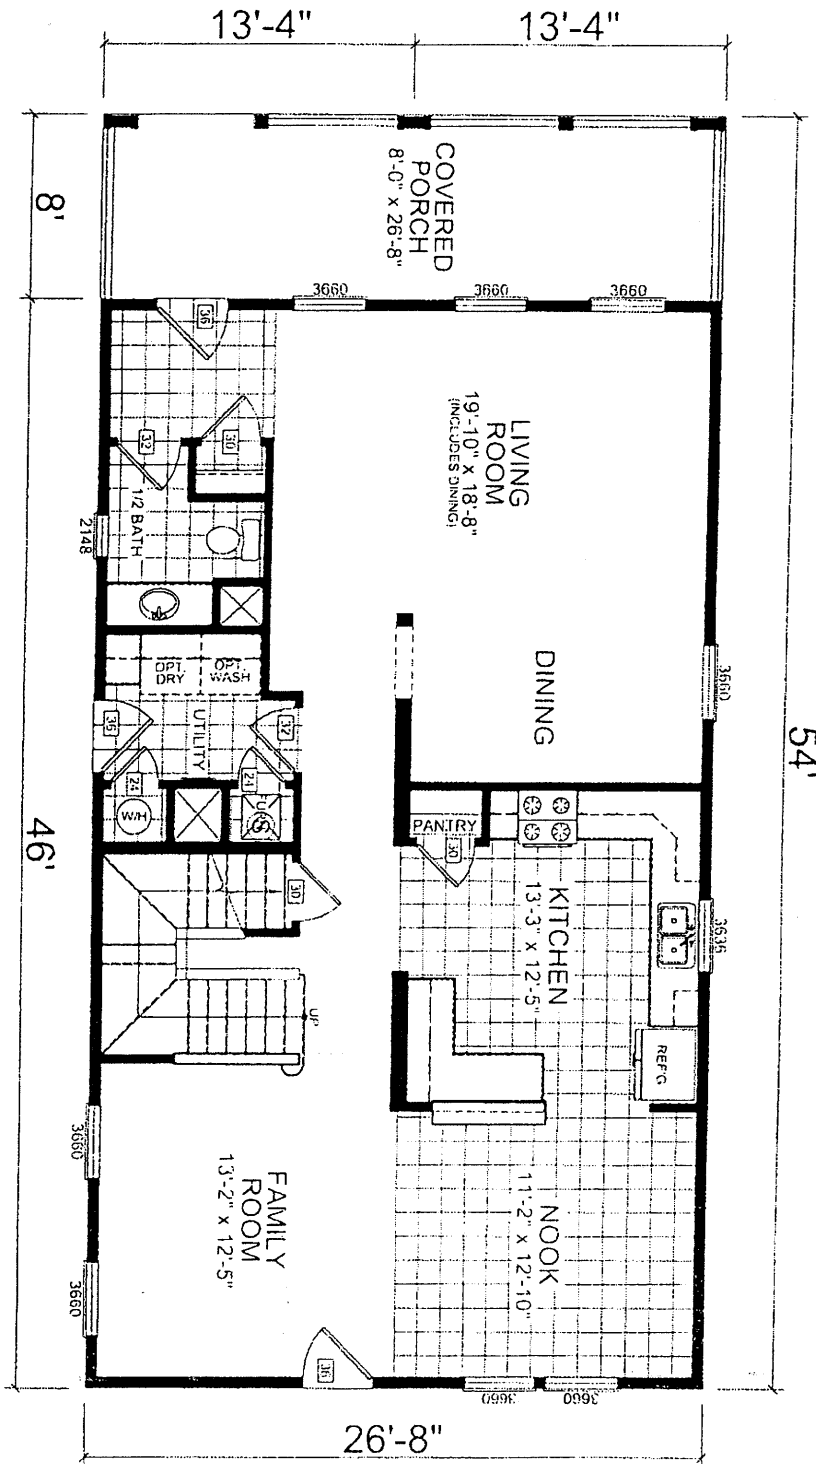 13'-4"
13'-4"
COVERED
PORCH
8'-0" x 26'-8"
8'
3660
3660
3660
36
LIVING
ROOM
19'-10" x 18'-8"
(INCLUDES DINING)
30
32
1/2 BATH
2148
DINING
3660
54'
OPT.
DRY
OPT.
WASH
UTILITY
36
32
24
24
W/H
46'
PANTRY
30
KITCHEN
13'-3" x 12'-5"
3636
30
UP
REF'G
3660
FAMILY
ROOM
13'-2" x 12'-5"
NOOK
11'-2" x 12'-10"
3660
36
3660
3660
26'-8"